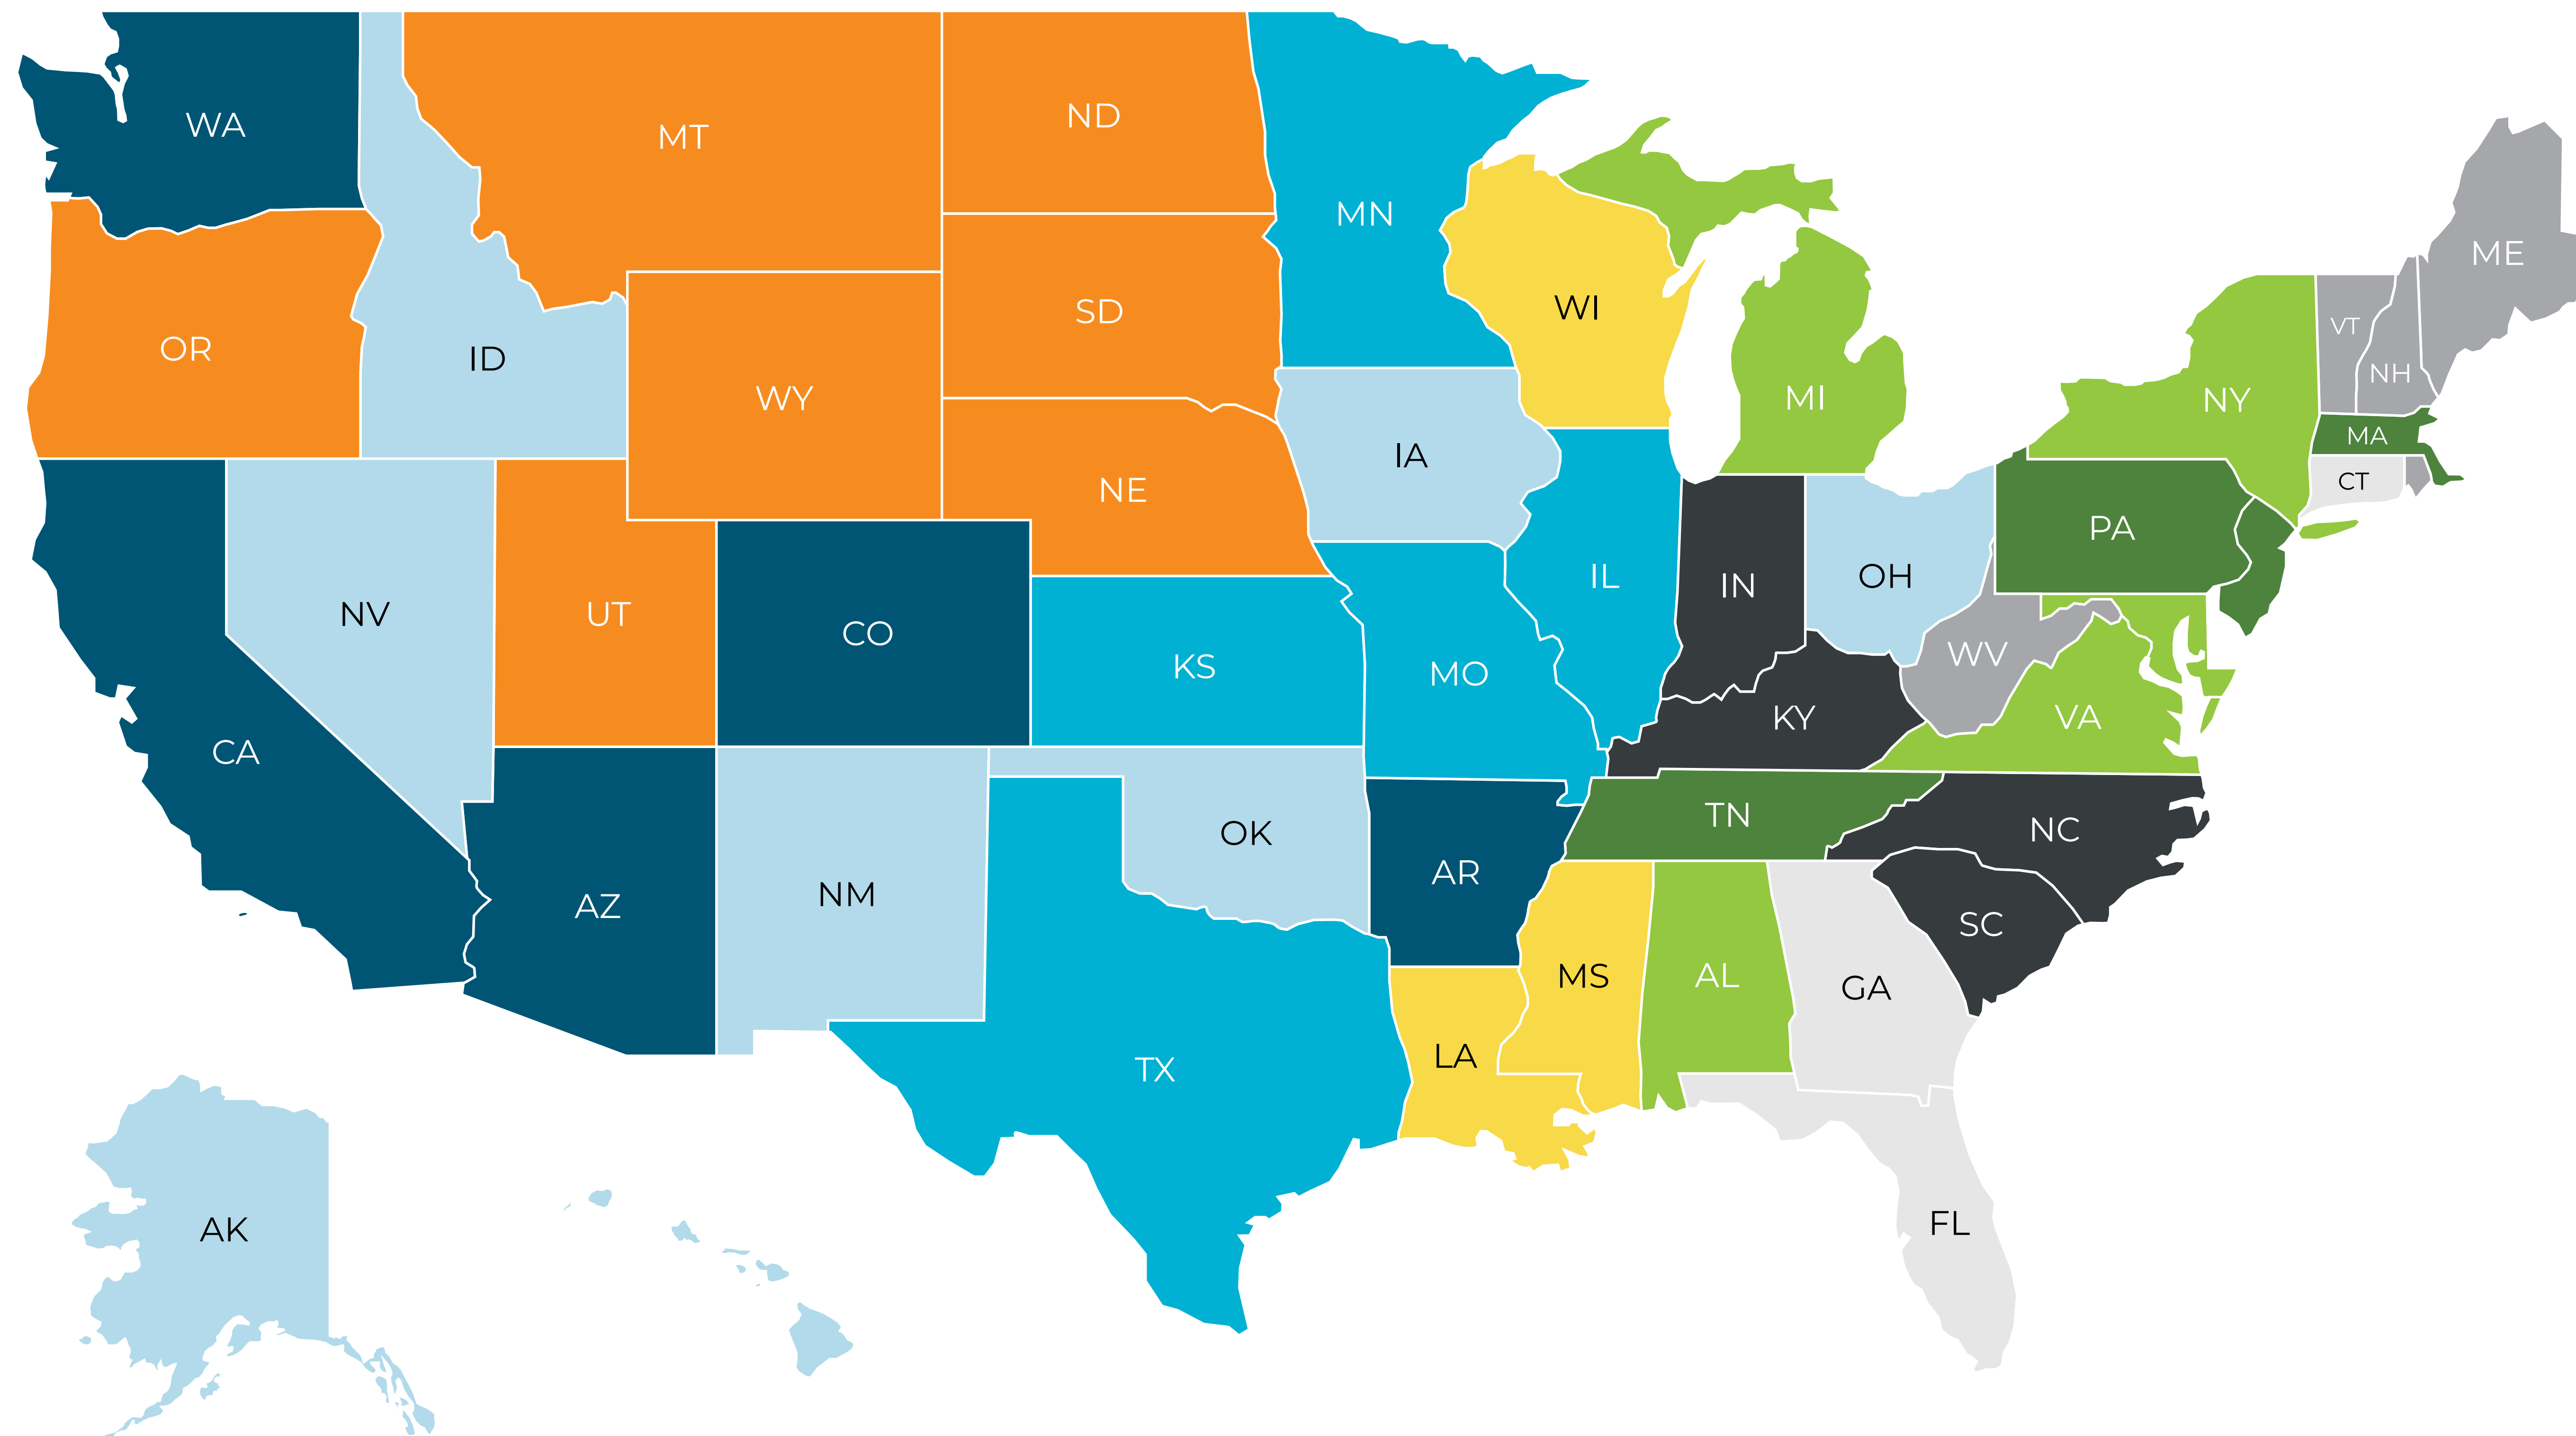 WA
MT
ND
MN
OR
ID
WY
SD
WI
MI
NY
VT
NH
ME
MA
CT
NE
IA
PA
NV
UT
CO
KS
MO
IL
IN
OH
WV
VA
KY
CA
AZ
NM
OK
AR
TN
NC
SC
TX
LA
MS
AL
GA
FL
AK